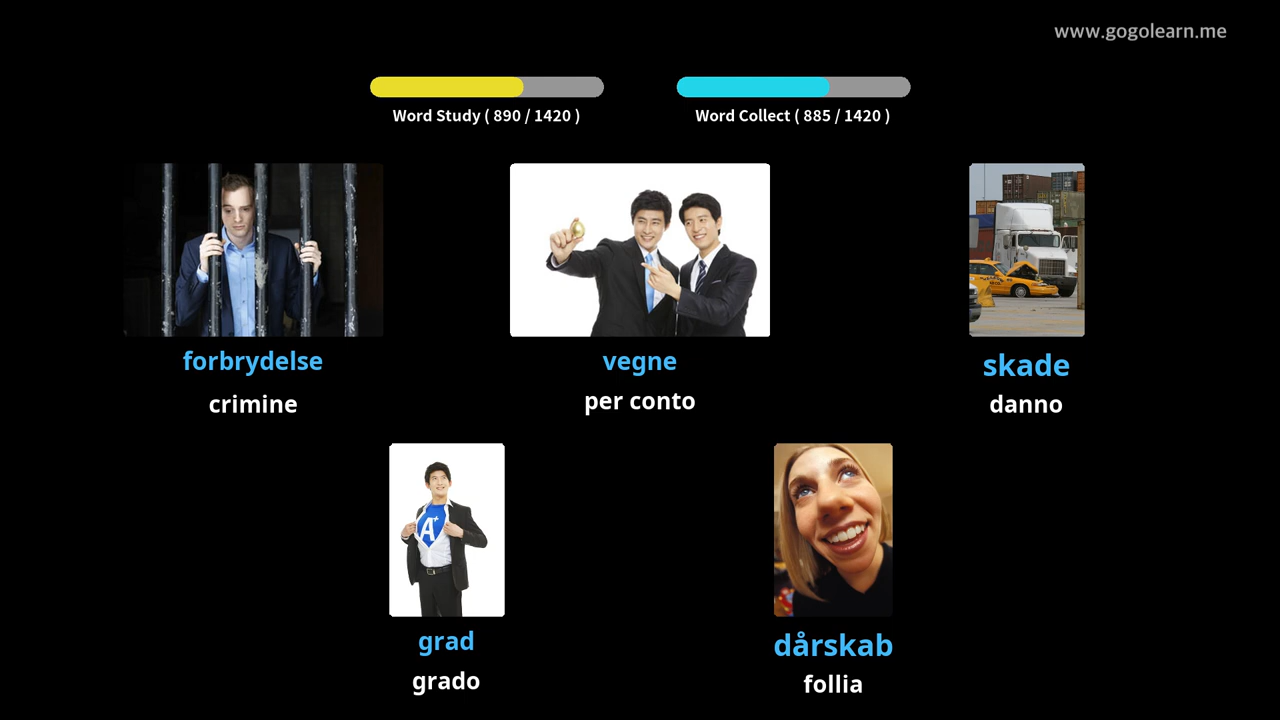 www.gogolearn.me
Word Study ( 890 / 1420 )
Word Collect ( 885 / 1420 )
forbrydelse
crimine
vegne
per conto
skade
danno
A+
grad
grado
dårskab
follia